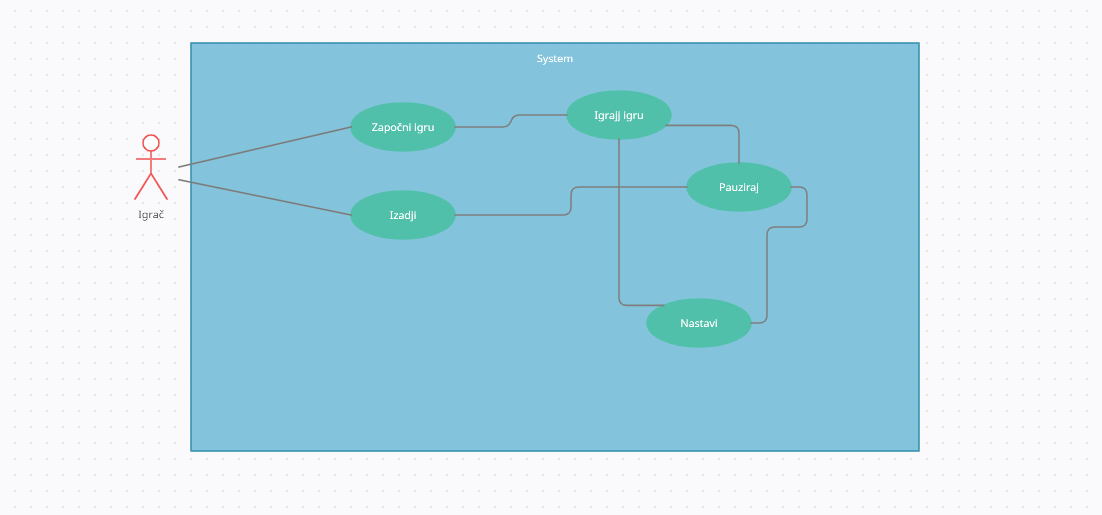 System
Započni igru
Igrajj igru
Pauziraj
Igrač
Izadji
Nastavi